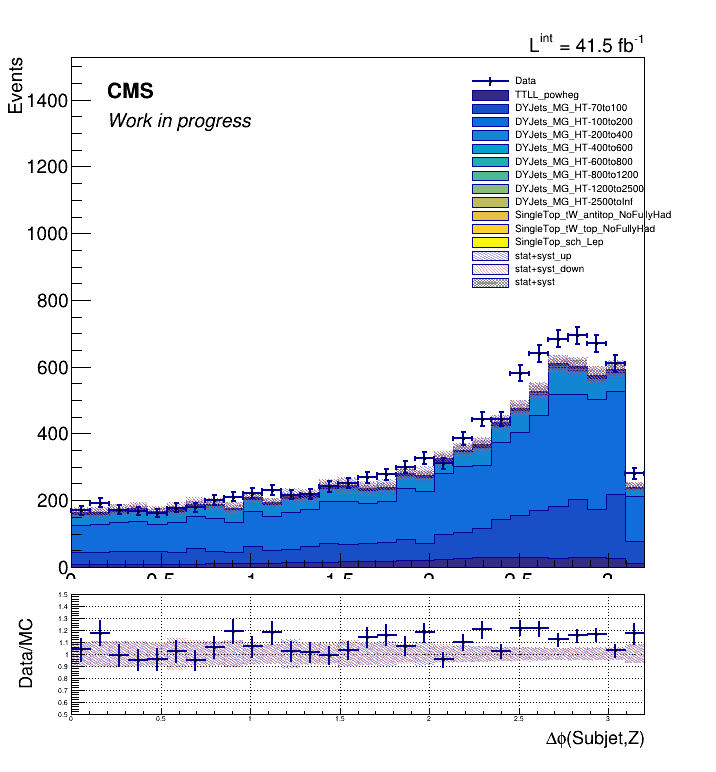 L^int = 41.5 fb^-1
Events
CMS
Work in progress
Data
TTLL_powheg
DYJets_MG_HT-70to100
DYJets_MG_HT-100to200
DYJets_MG_HT-200to400
DYJets_MG_HT-400to600
DYJets_MG_HT-600to800
DYJets_MG_HT-800to1200
DYJets_MG_HT-1200to2500
DYJets_MG_HT-2500toInf
SingleTop_tW_antitop_NoFullyHad
SingleTop_tW_top_NoFullyHad
SingleTop_sch_Lep
stat+syst_up
stat+syst_down
stat+syst
1400
1200
1000
800
600
400
200
0
0 0.5 1 1.5 2 2.5 3
Data/MC
1.5
1.4
1.3
1.2
1.1
1
0.9
0.8
0.7
0.6
0.5
0 0.5 1 1.5 2 2.5 3
Δϕ(Subjet,Z)